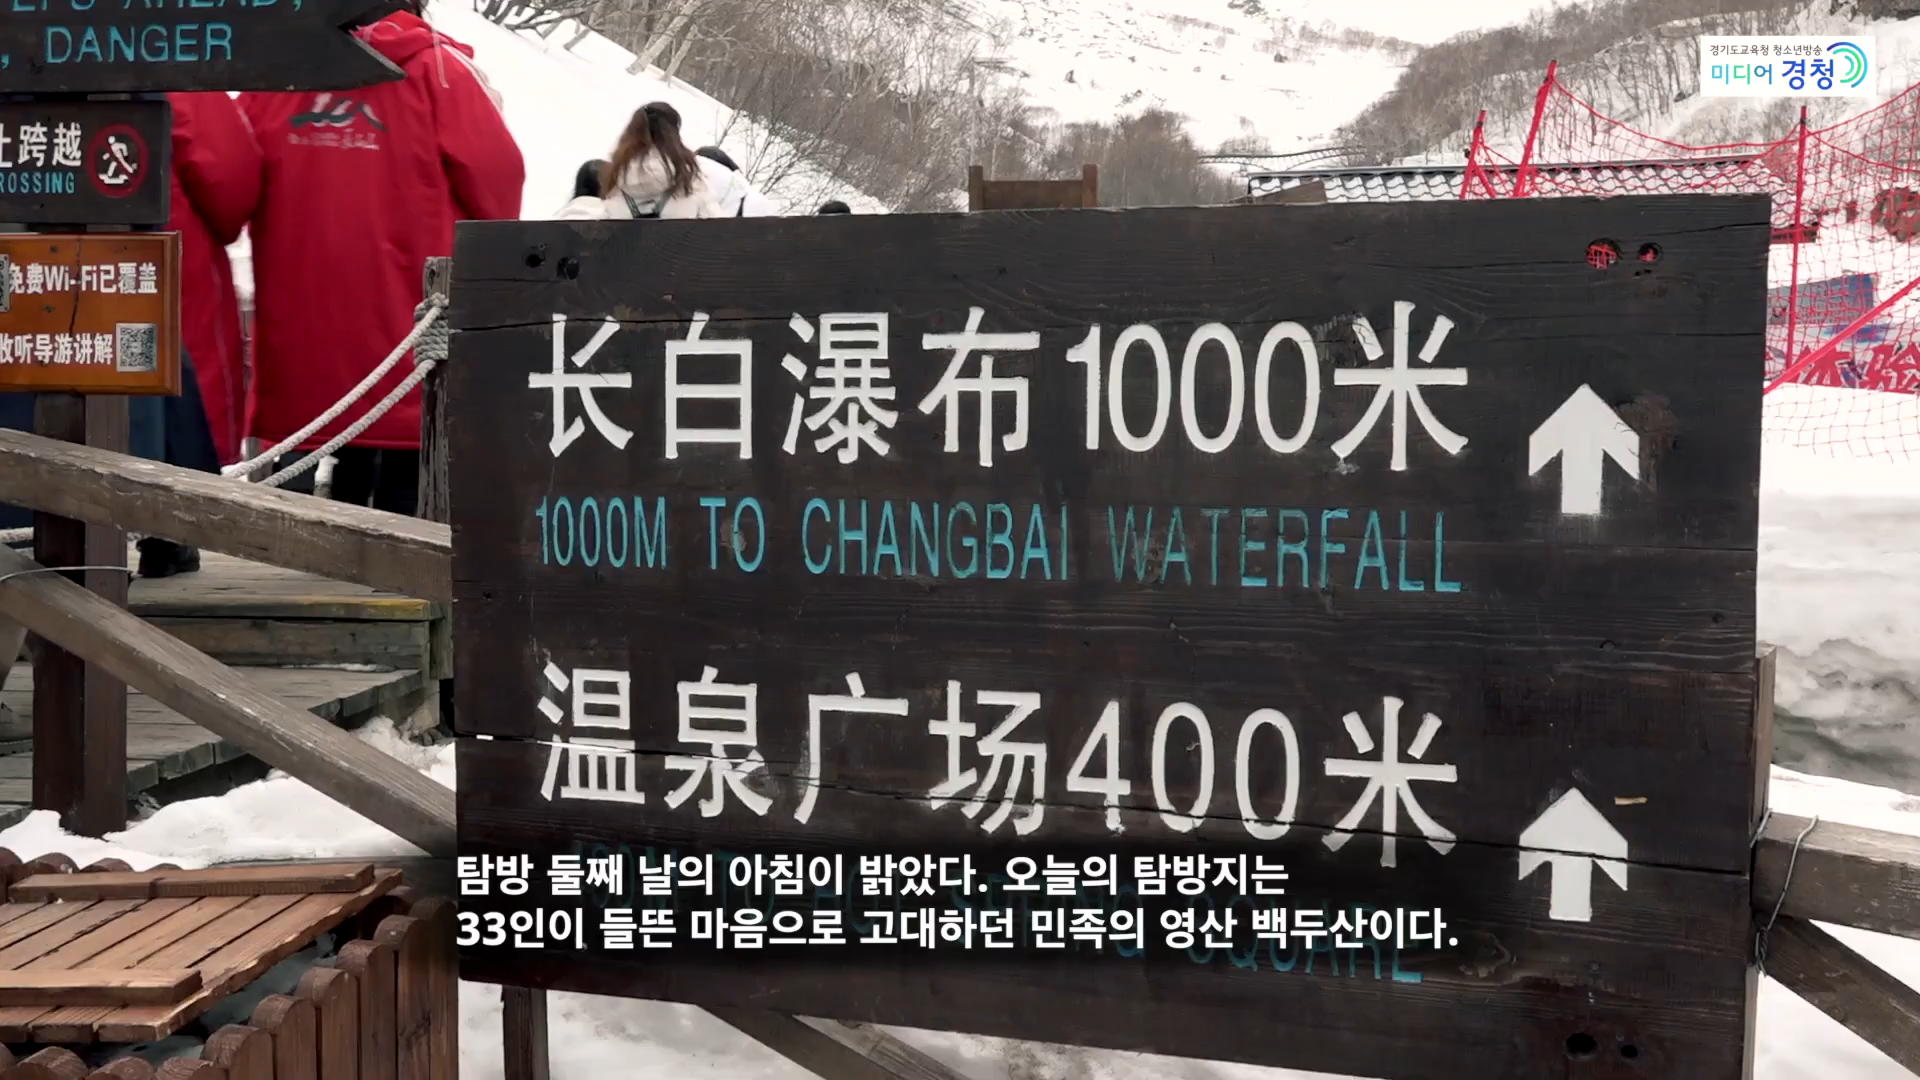 DANGER
止跨越
ROSSING
免费Wi-Fi已覆盖
收听导游讲解
경기도교육청 청소년방송
미디어 경청
长白瀑布1000米
1000M TO CHANGBAI WATERFALL
温泉广场400米
SQUARE
탐방 둘째 날의 아침이 밝았다. 오늘의 탐방지는
33인이 들뜬 마음으로 고대하던 민족의 영산 백두산이다.